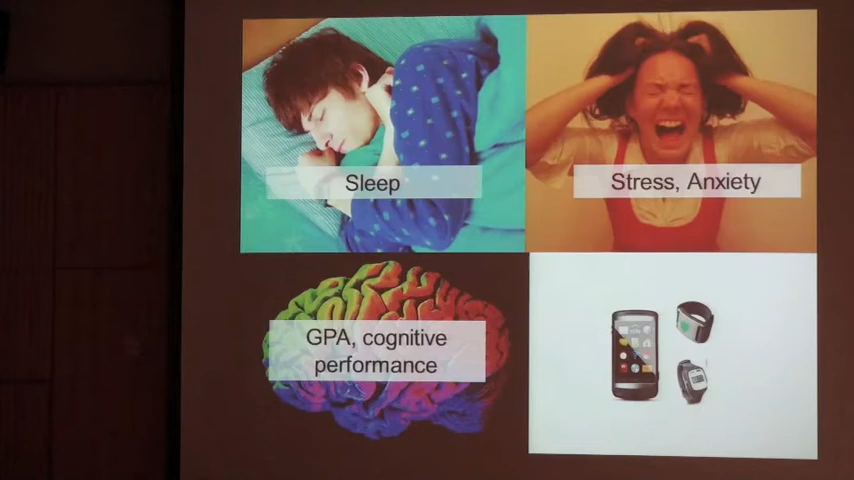 Sleep
Stress, Anxiety
GPA, cognitive
performance